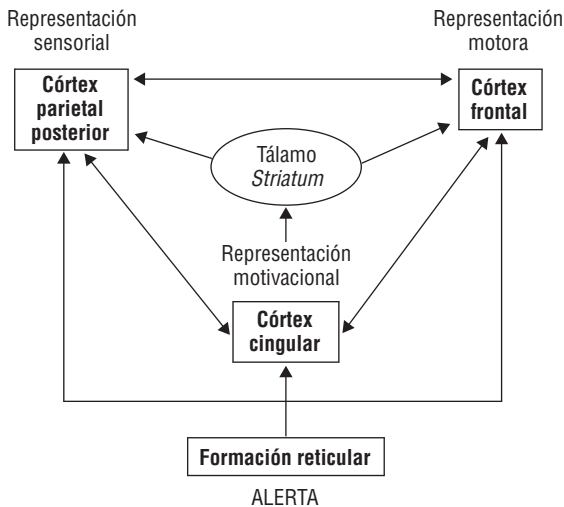 Representación
sensorial
Representación
motora
Córtex
parietal
posterior
Córtex
frontal
Tálamo
Striatum
Representación
motivacional
Córtex
cingular
Formación reticular
ALERTA